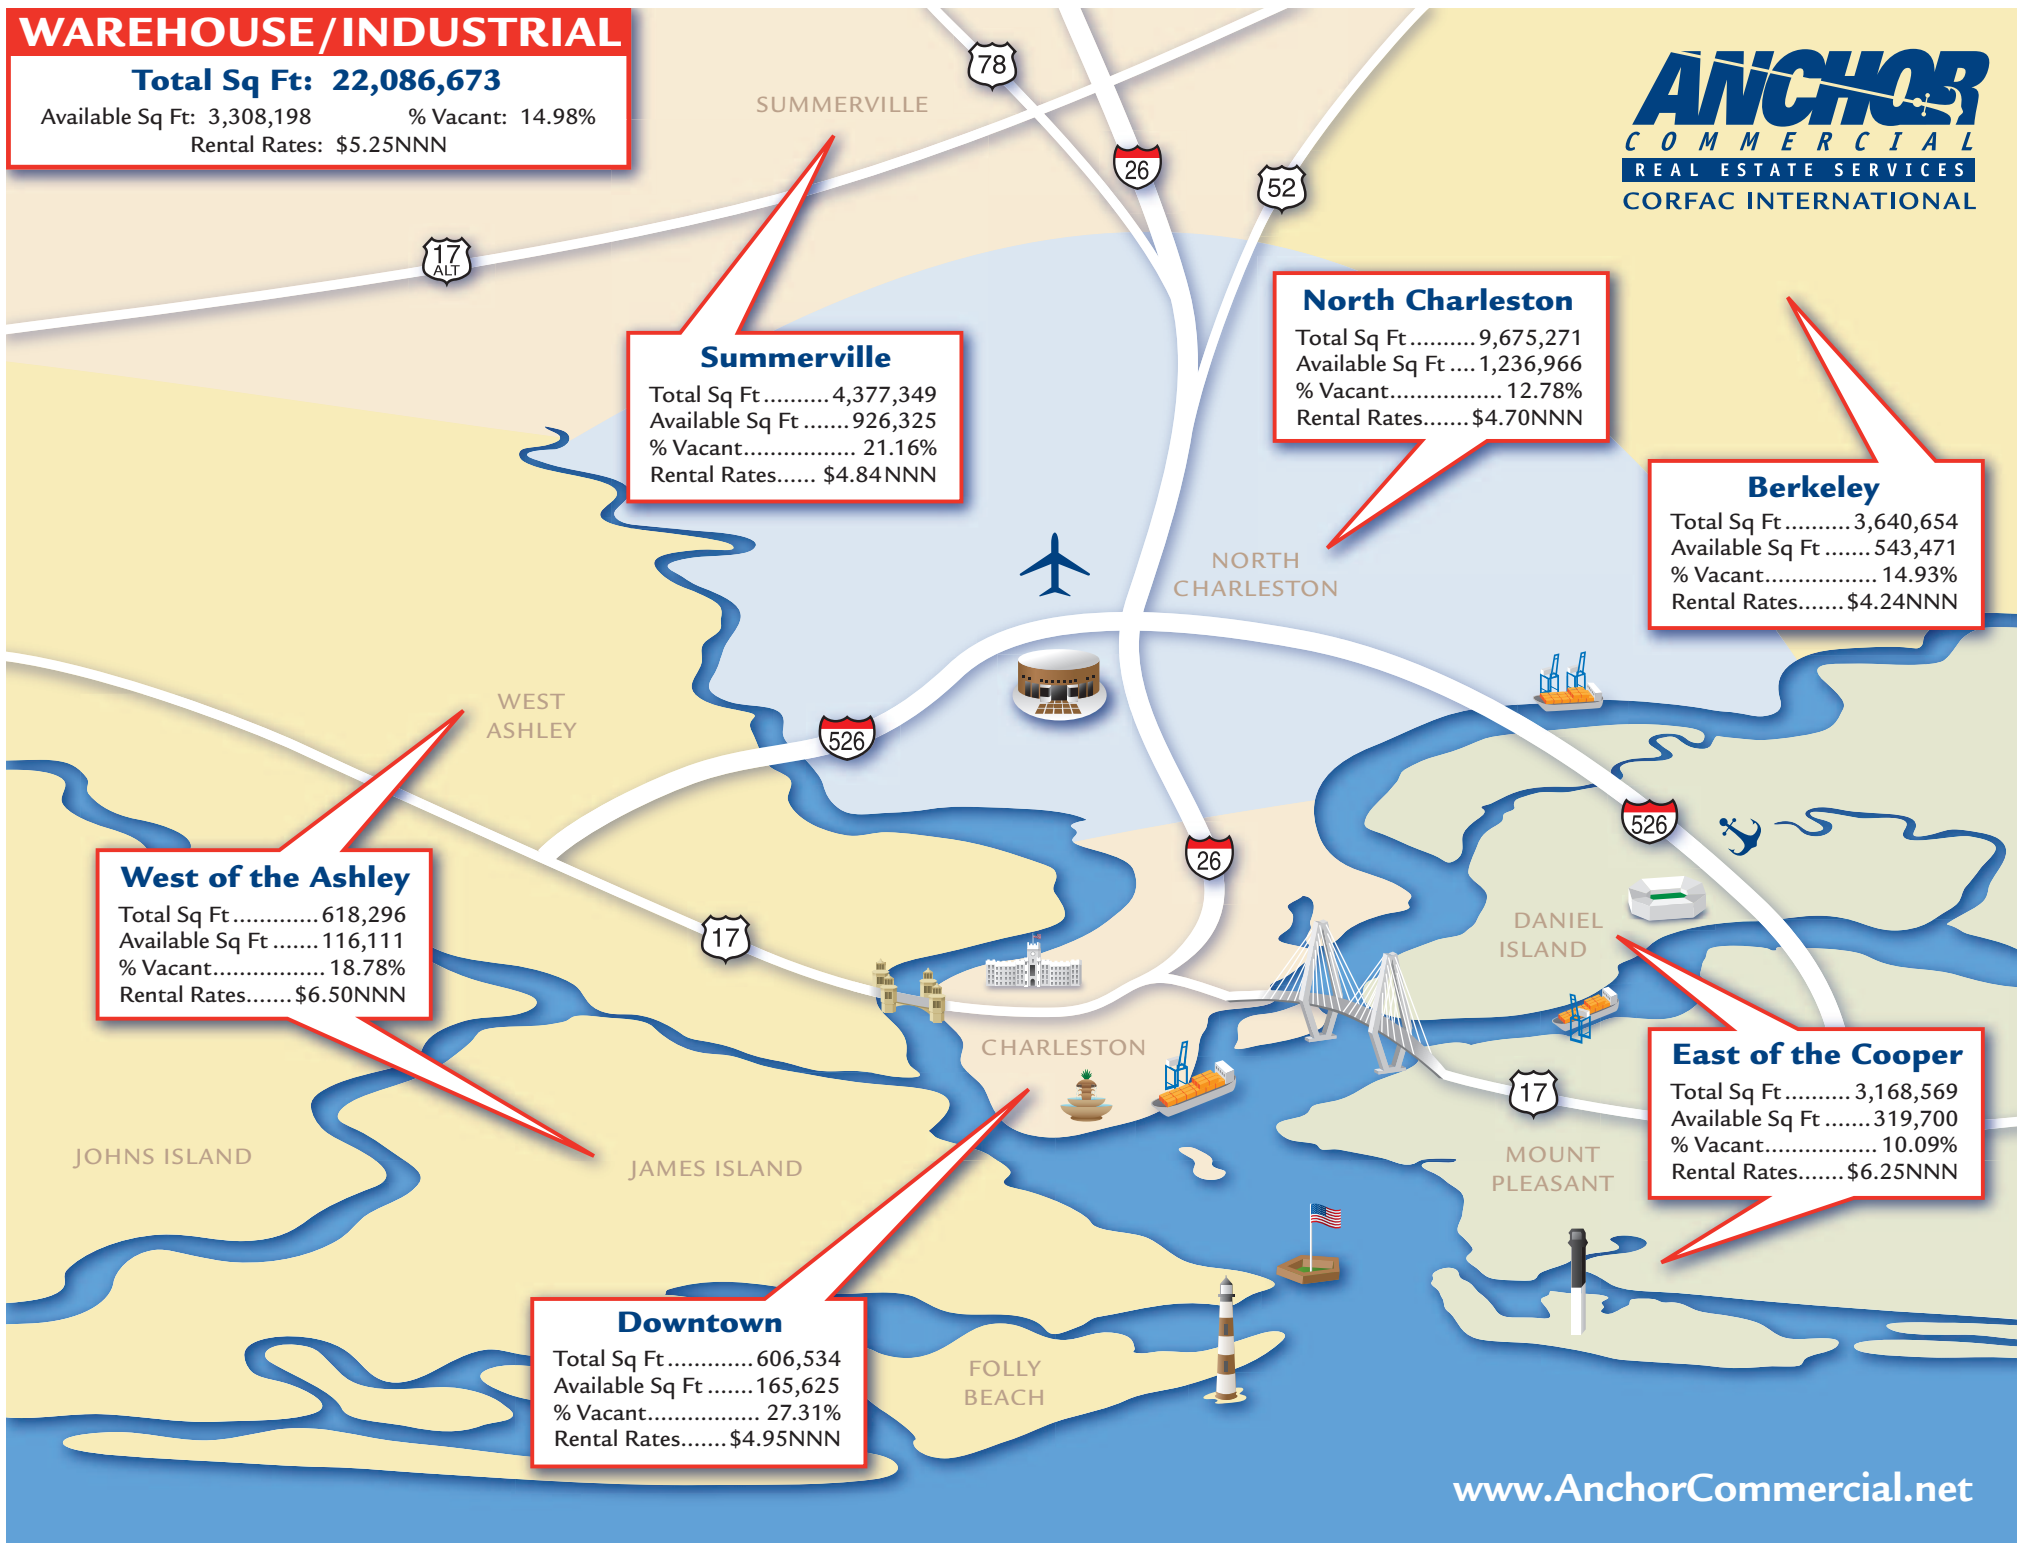 WAREHOUSE/INDUSTRIAL
Total Sq Ft: 22,086,673
Available Sq Ft: 3,308,198 % Vacant: 14.98%
Rental Rates: $5.25NNN
ANCHOR
COMMERCIAL
REAL ESTATE SERVICES
CORFAC INTERNATIONAL
78
SUMMERVILLE
26
52
17
ALT
North Charleston
Total Sq Ft..........9,675,271
Available Sq Ft....1,236,966
% Vacant................. 12.78%
Rental Rates.......$4.70NNN
Summerville
Total Sq Ft..........4,377,349
Available Sq Ft.......926,325
% Vacant................. 21.16%
Rental Rates...... $4.84NNN
Berkeley
Total Sq Ft..........3,640,654
Available Sq Ft.......543,471
% Vacant................. 14.93%
Rental Rates.......$4.24NNN
NORTH
CHARLESTON
WEST
ASHLEY
526
526
26
West of the Ashley
Total Sq Ft.............618,296
Available Sq Ft.......116,111
% Vacant................. 18.78%
Rental Rates.......$6.50NNN
17
DANIEL
ISLAND
CHARLESTON
17
East of the Cooper
Total Sq Ft..........3,168,569
Available Sq Ft.......319,700
% Vacant................. 10.09%
Rental Rates.......$6.25NNN
JOHNS ISLAND
JAMES ISLAND
MOUNT
PLEASANT
Downtown
Total Sq Ft.............606,534
Available Sq Ft.......165,625
% Vacant................. 27.31%
Rental Rates.......$4.95NNN
FOLLY
BEACH
www.AnchorCommercial.net